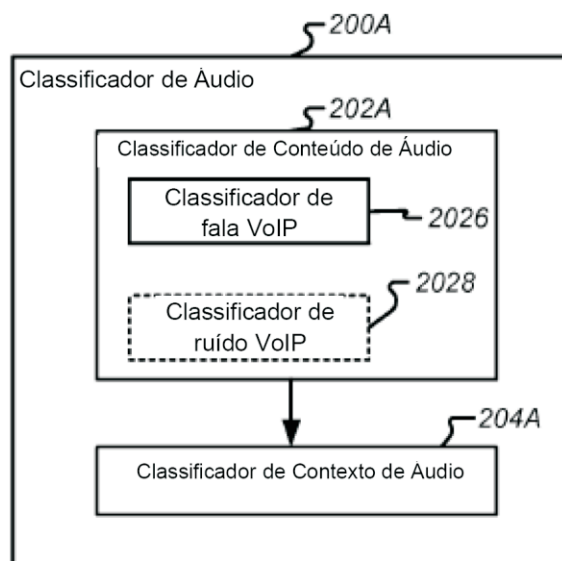 200A
Classificador de Áudio
202A
Classificador de Conteúdo de Áudio
Classificador de
fala VoIP
2026
2028
Classificador de
ruído VoIP
204A
Classificador de Contexto de Áudio